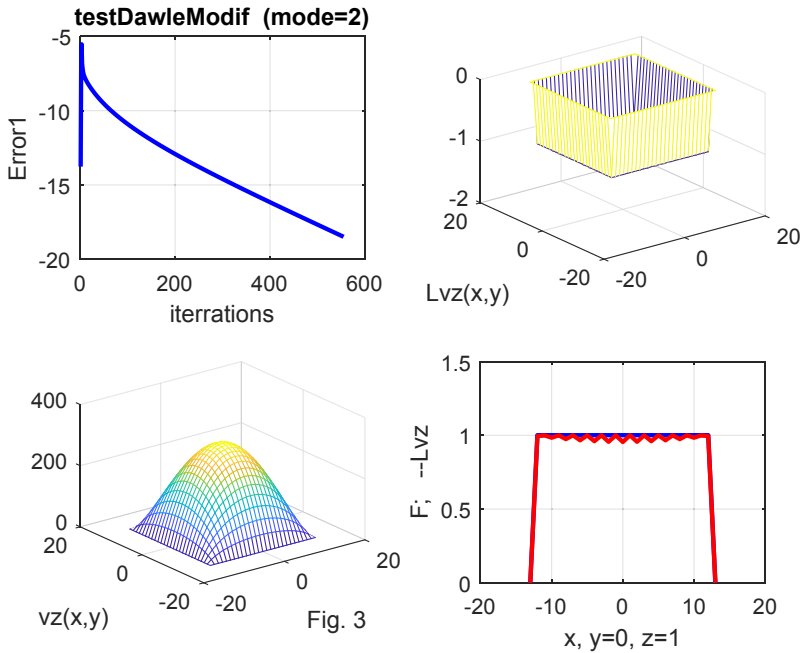 testDawleModif (mode=2)
-5
-10
-15
-20
Error1
0 200 400 600
iterrations
0
-1
-2
20
0
-20
-20
0
20
Lvz(x,y)
400
200
0
20
0
-20
-20
0
20
vz(x,y)
Fig. 3
1.5
1
0.5
0
F; --Lvz
-20 -10 0 10 20
x, y=0, z=1